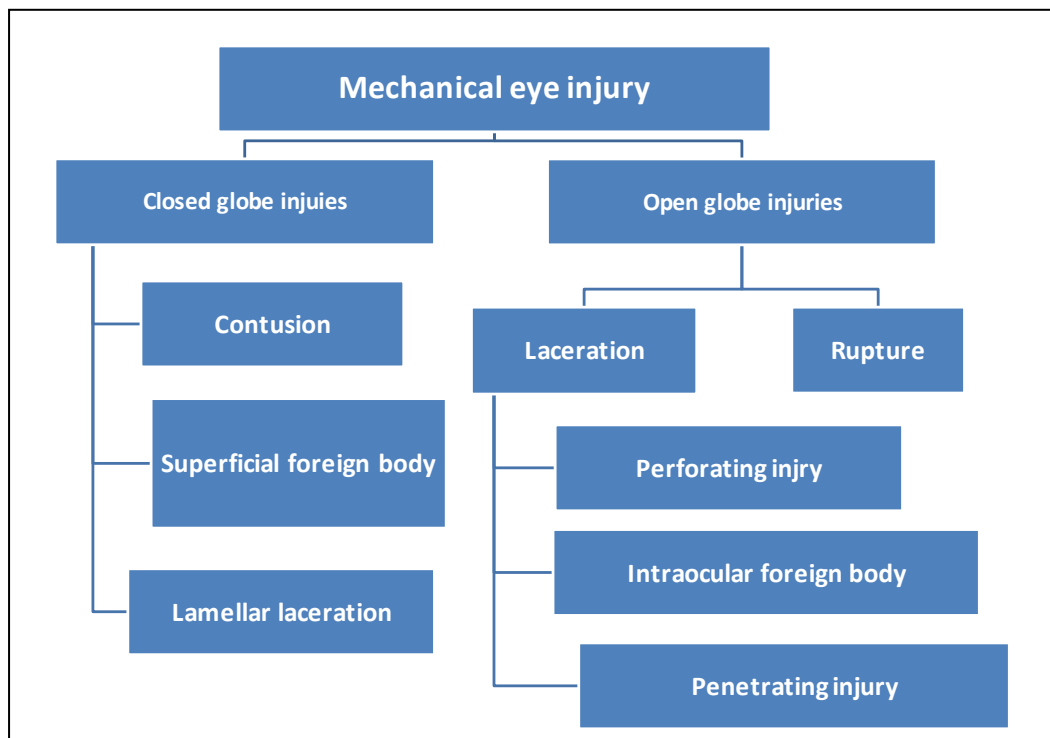 Mechanical eye injury
Closed globe injuies
Open globe injuries
Contusion
Laceration
Rupture
Superficial foreign body
Perforating injry
Intraocular foreign body
Lamellar laceration
Penetrating injury